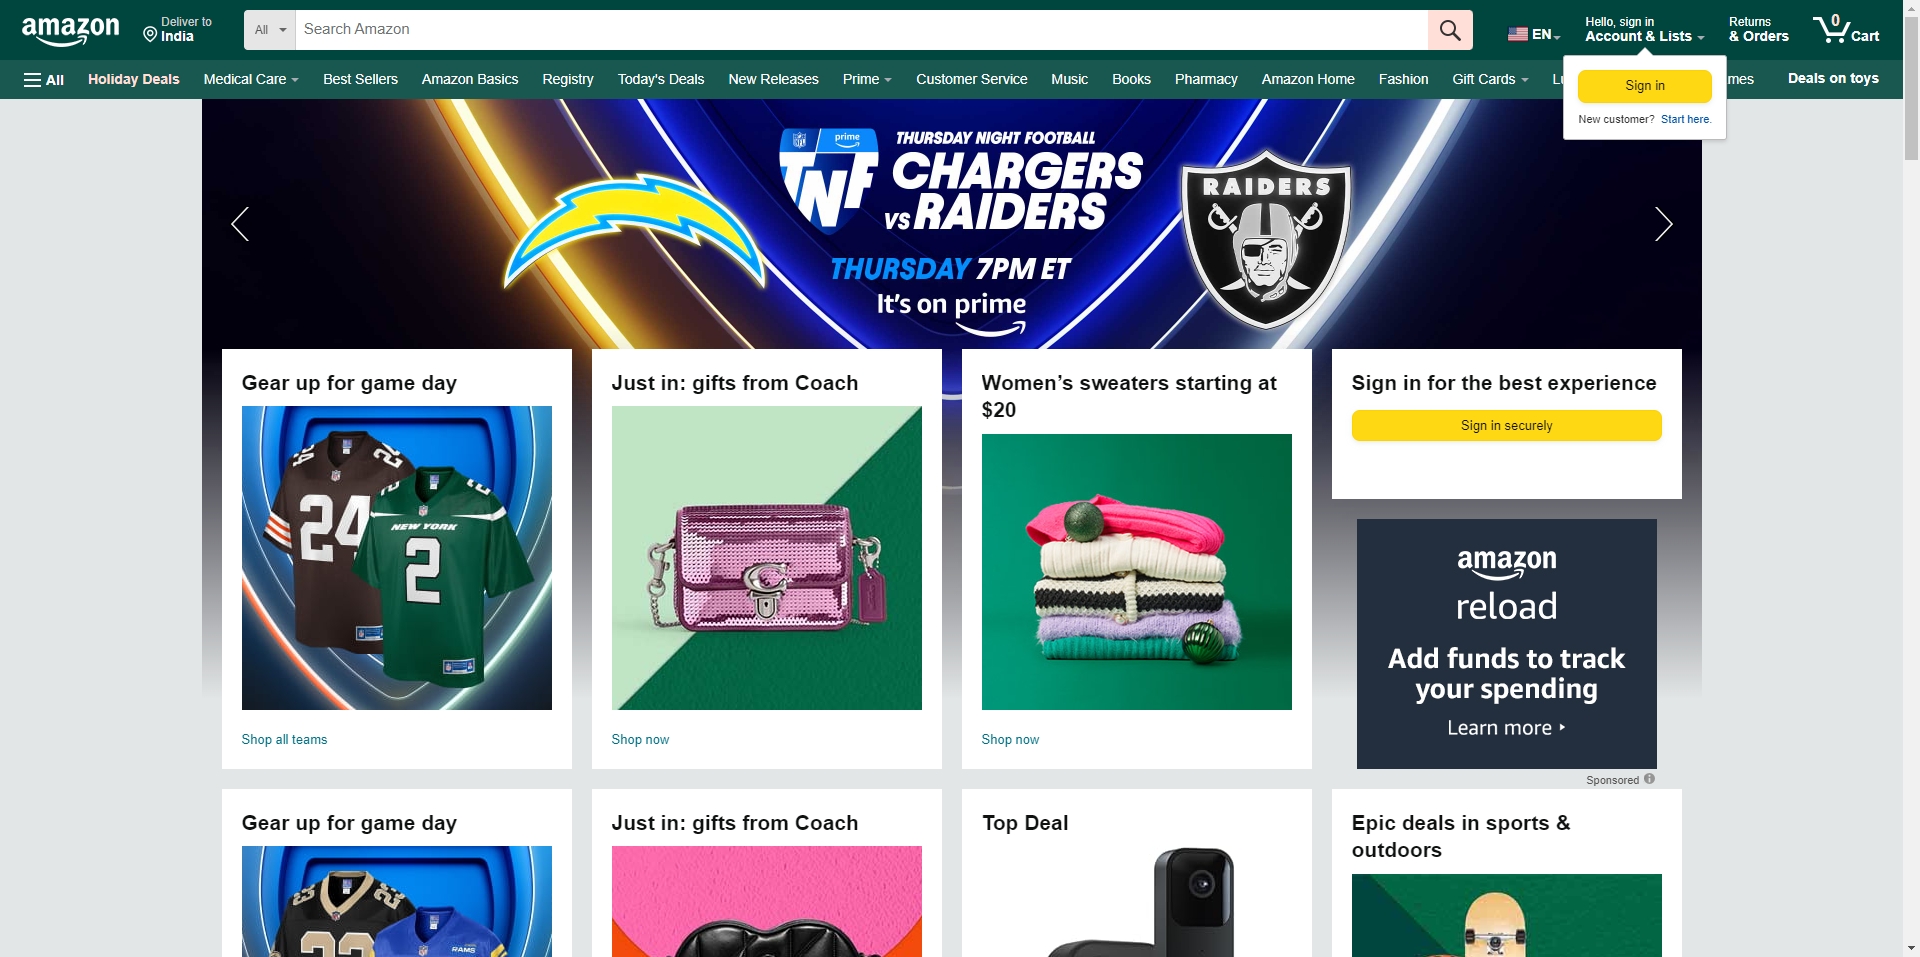 amazon
Deliver to
India
All
Search Amazon
EN
Hello, sign in
Account & Lists
Returns
& Orders
0
Cart
All
Holiday Deals
Medical Care
Best Sellers
Amazon Basics
Registry
Today's Deals
New Releases
Prime
Customer Service
Music
Books
Pharmacy
Amazon Home
Fashion
Gift Cards
Deals on toys
Sign in
New customer? Start here.
NFL
prime
TNF
THURSDAY NIGHT FOOTBALL
CHARGERS
VS RAIDERS
THURSDAY 7PM ET
It's on prime
RAIDERS
Gear up for game day
24
24
2
NEW YORK
2
Shop all teams
Just in: gifts from Coach
Shop now
Women’s sweaters starting at
$20
Shop now
Sign in for the best experience
Sign in securely
amazon
reload
Add funds to track
your spending
Learn more
Sponsored
Gear up for game day
RAMS
Just in: gifts from Coach
Top Deal
Epic deals in sports &
outdoors